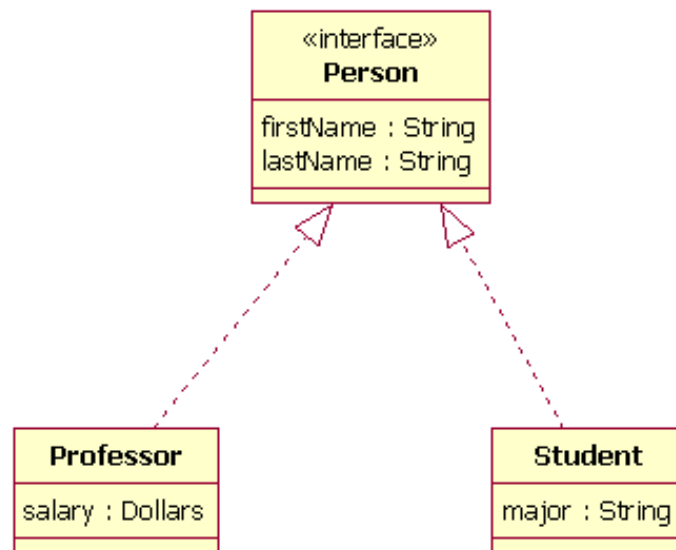 «interface»
Person
firstName : String
lastName : String
Professor
salary : Dollars
Student
major : String